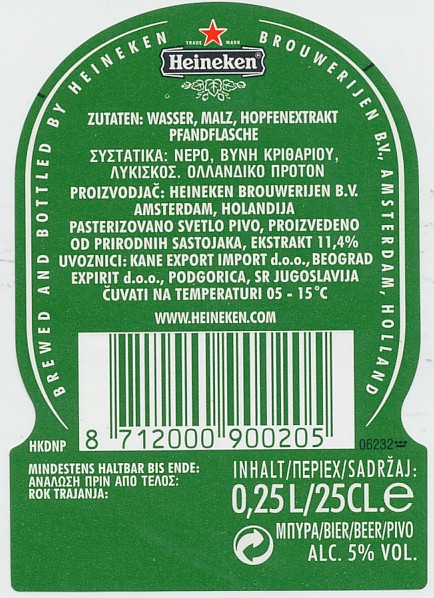 BREWED AND BOTTLED BY HEINEKEN BROUWERIJEN B.V., AMSTERDAM, HOLLAND
TRADE MARK
Heineken®
ZUTATEN: WASSER, MALZ, HOPFENEXTRAKT
PFANDFLASCHE
ΣΥΣΤΑΤΙΚΑ: ΝΕΡΟ, ΒΥΝΗ ΚΡΙΘΑΡΙΟΥ,
ΛΥΚΙΣΚΟΣ. ΟΛΛΑΝΔΙΚΟ ΠΡΟΤΟΝ
PROIZVODJAČ: HEINEKEN BROUWERIJEN B.V.
AMSTERDAM, HOLANDIJA
PASTERIZOVANO SVETLO PIVO, PROIZVEDENO
OD PRIRODNIH SASTOJAKA, EKSTRAKT 11,4%
UVOZNICI: KANE EXPORT IMPORT d.o.o., BEOGRAD
EXPIRIT d.o.o., PODGORICA, SR JUGOSLAVIJA
ČUVATI NA TEMPERATURI 05 - 15°C
WWW.HEINEKEN.COM
HKDNP
8 712000 900205
06232
MINDESTENS HALTBAR BIS ENDE:
ΑΝΑΛΩΣΗ ΠΡΙΝ ΑΠΟ ΤΕΛΟΣ:
ROK TRAJANJA:
INHALT/ΠΕΡΙΕΧ/SADRŽAJ:
0,25L/25CL.e
ΜΠΥΡΑ/BIER/BEER/PIVO
ALC. 5% VOL.